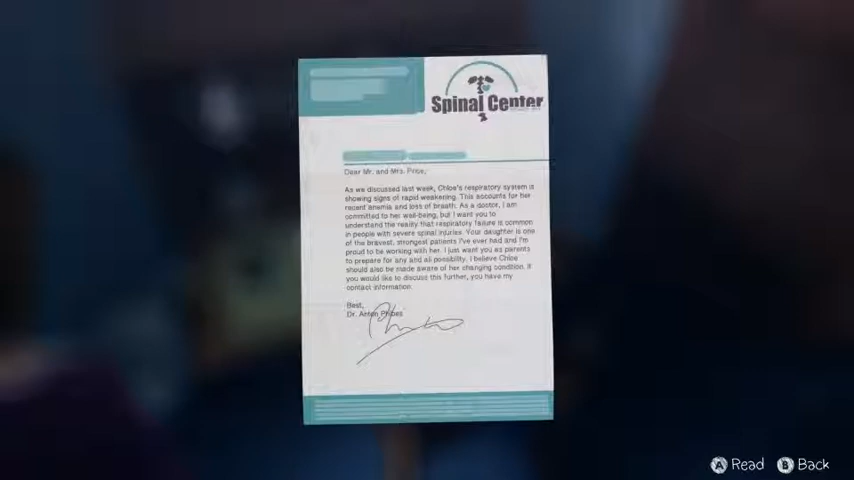 Spinal Center
Dear Mr. and Mrs. Price,
As we discussed last week, Chloe's respiratory system is
showing signs of rapid weakening. This accounts for her
recent anemia and loss of breath. As a doctor, I am
committed to her well-being, but I want you to
understand the reality that respiratory failure is common
in people with severe spinal injuries. Your daughter is one
of the bravest, strongest patients I've ever had and I'm
proud to be working with her. I just want you as parents
to prepare for any and all possibility. I believe Chloe
should also be made aware of her changing condition. If
you would like to discuss this further, you have my
contact information.
Best,
Dr. Anton Phibes
A Read B Back